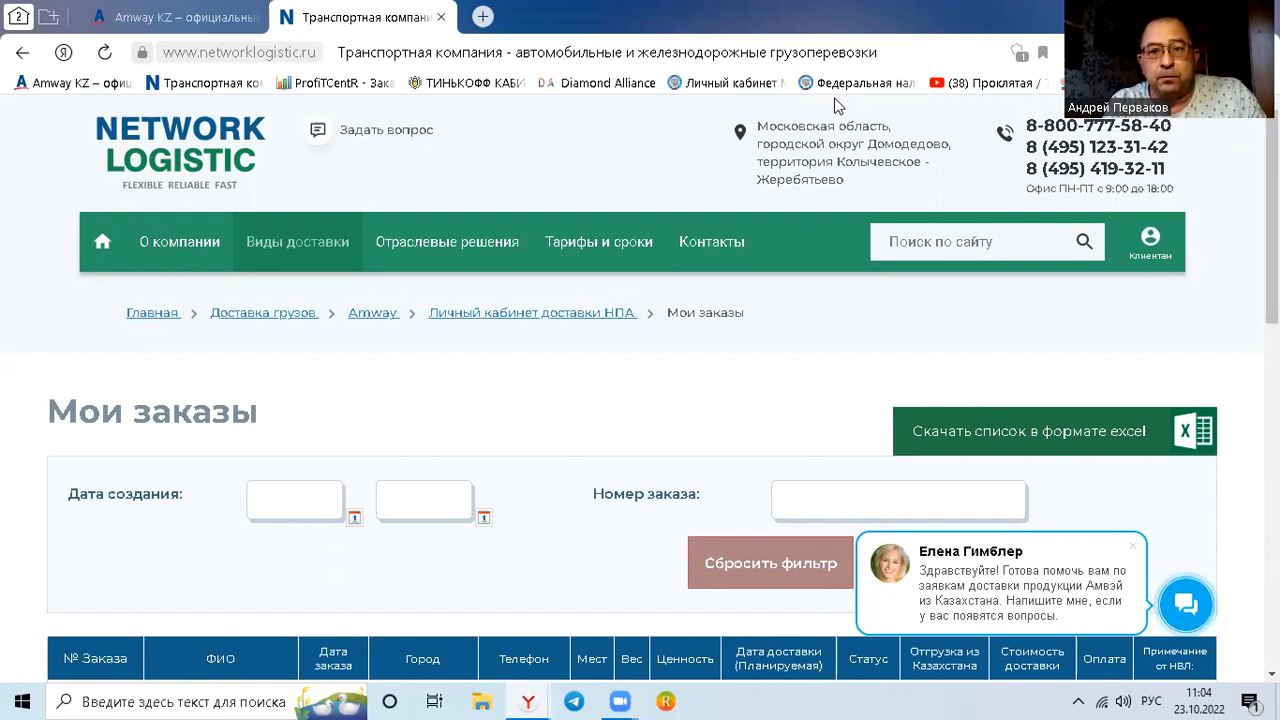 2
Amway KZ – официальный
Транспортная компани
www.networklogistic.ru
Транспортная компания - автомобильные и железнодорожные грузоперевозки
1
Amway KZ – офиц
Транспортная ко
ProfiTCentR - Зака
ТИНЬКОФФ КАБИ
Diamond Alliance
Личный кабинет
Федеральная нал
(38) Проклятая / Т
Андрей Перваков
NETWORK
LOGISTIC
FLEXIBLE RELIABLE FAST
Задать вопрос
Московская область,
городской округ Домодедово,
территория Колычевское -
Жеребятьево
8-800-777-58-40
8 (495) 123-31-42
8 (495) 419-32-11
Офис ПН-ПТ с 9:00 до 18:00
О компании
Виды доставки
Отраслевые решения
Тарифы и сроки
Контакты
Поиск по сайту
Клиентам
Главная
Доставка грузов
Amway
Личный кабинет доставки НПА
Мои заказы
Мои заказы
Скачать список в формате excel
Дата создания:
Номер заказа:
Сбросить фильтр
Елена Гимблер
Здравствуйте! Готова помочь вам по
заявкам доставки продукции Амвэй
из Казахстана. Напишите мне, если
у вас появятся вопросы.
№ Заказа
ФИО
Дата
заказа
Город
Телефон
Мест
Вес
Ценность
Дата доставки
(Планируемая)
Статус
Отгрузка из
Казахстана
Стоимость
доставки
Оплата
Примечание
от НВЛ:
Введите здесь текст для поиска
РУС
11:04
23.10.2022
1